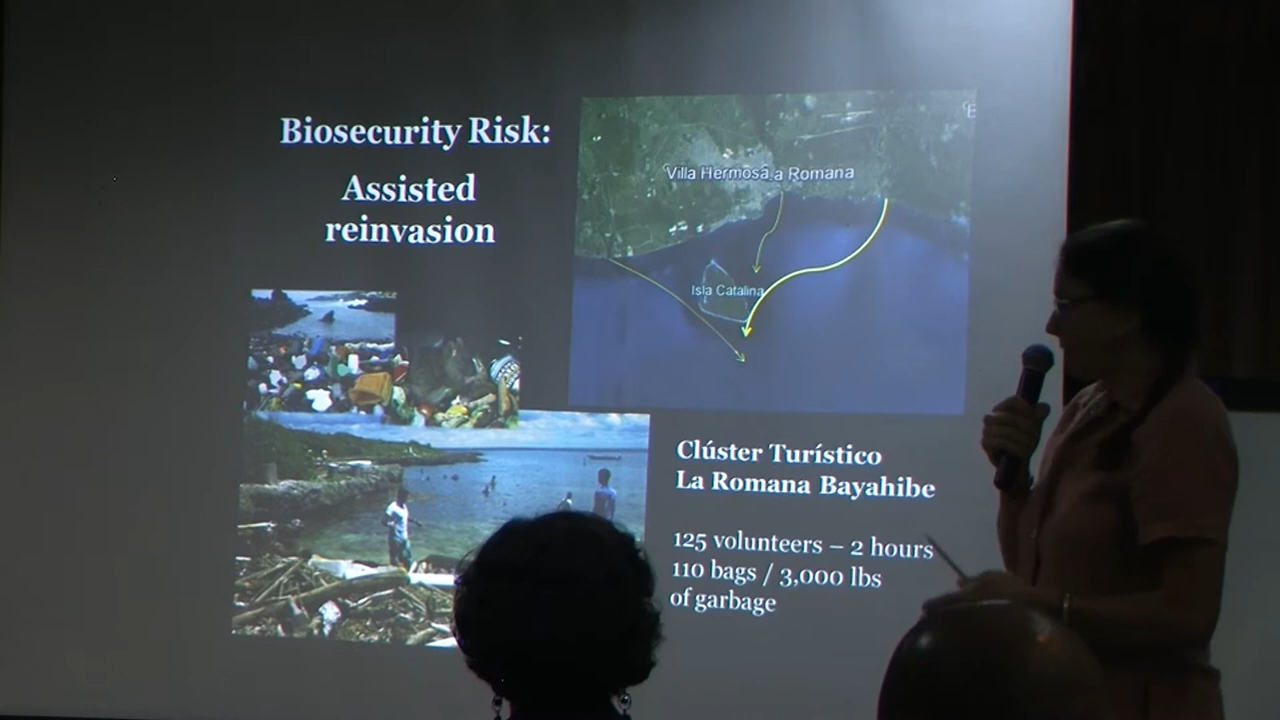 Biosecurity Risk:
Assisted
reinvasion
Villa Hermosa
a Romana
Isla Catalina
Clúster Turístico
La Romana Bayahibe
125 volunteers – 2 hours
110 bags / 3,000 lbs
of garbage